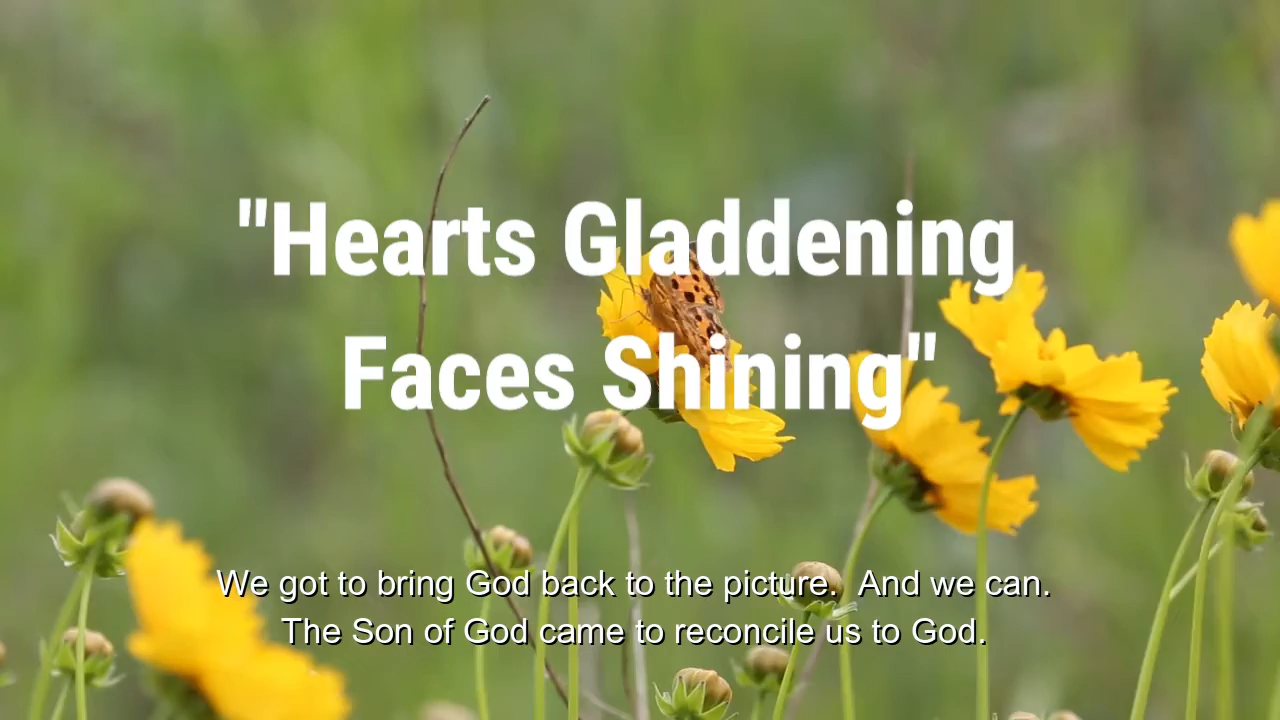 "Hearts Gladdening
Faces Shining"
We got to bring God back to the picture.  And we can.
The Son of God came to reconcile us to God.